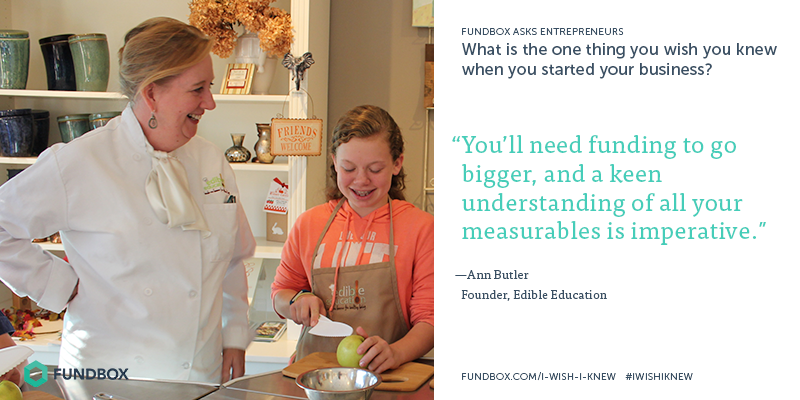 FUNDBOX ASKS ENTREPRENEURS
What is the one thing you wish you knew
when you started your business?
“You’ll need funding to go
bigger, and a keen
understanding of all your
measurables is imperative.”
—Ann Butler
Founder, Edible Education
FUNDBOX.COM/I-WISH-I-KNEW #IWISHIKNEW
FRIENDS
WELCOME
edible
education
FUNDBOX